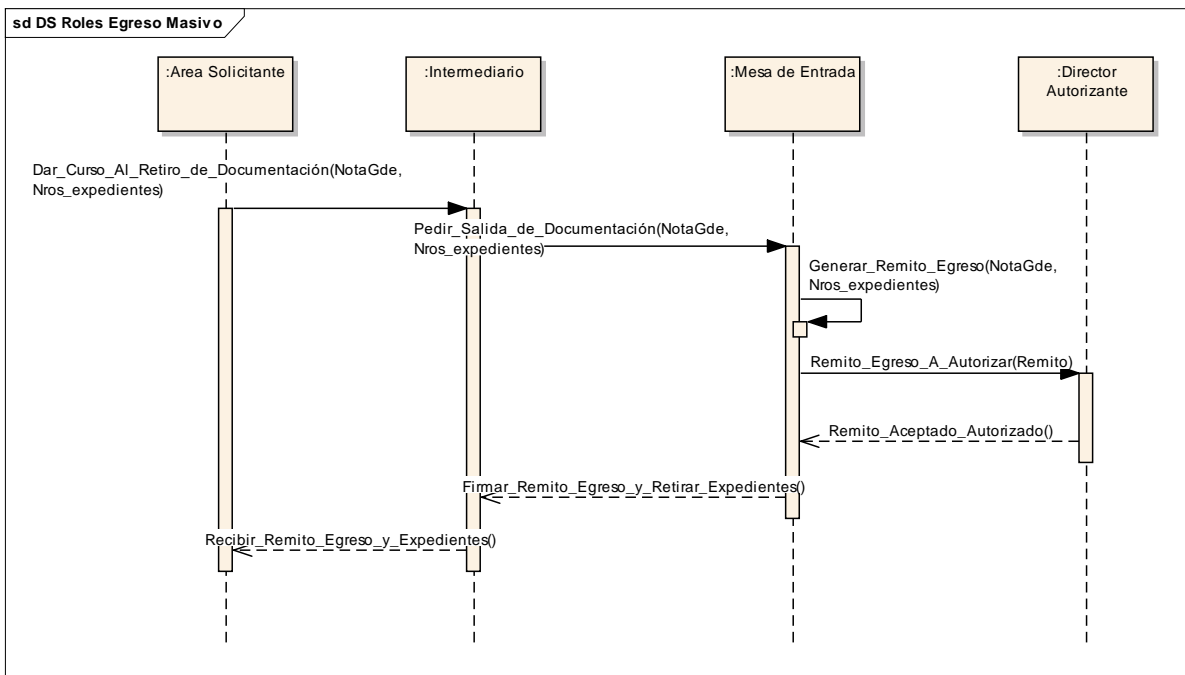 sd DS Roles Egreso Masivo
:Area Solicitante
:Intermediario
:Mesa de Entrada
:Director
Autorizante
Dar_Curso_Al_Retiro_de_Documentación(NotaGde,
Nros_expedientes)
Pedir_Salida_de_Documentación(NotaGde,
Nros_expedientes)
Generar_Remito_Egreso(NotaGde,
Nros_expedientes)
Remito_Egreso_A_Autorizar(Remito)
Remito_Aceptado_Autorizado()
Firmar_Remito_Egreso_y_Retirar_Expedientes()
Recibir_Remito_Egreso_y_Expedientes()